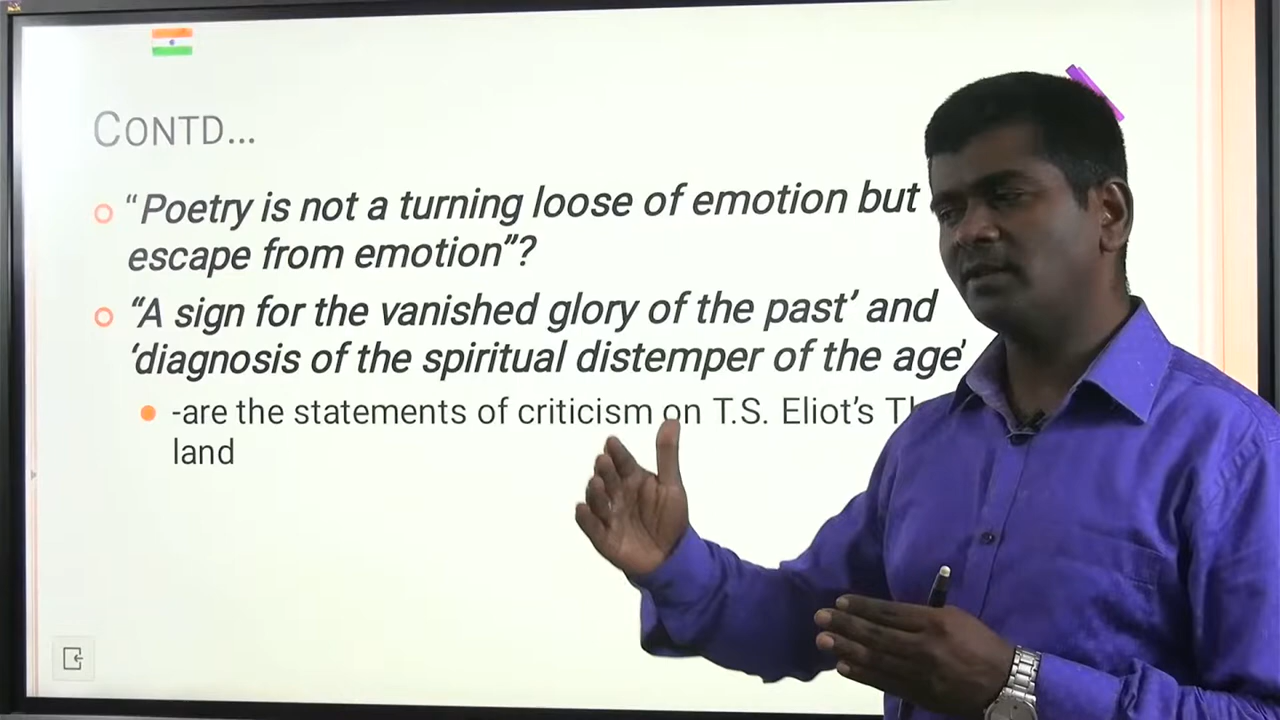 CONTD...
“Poetry is not a turning loose of emotion but
escape from emotion”?
“A sign for the vanished glory of the past’ and
‘diagnosis of the spiritual distemper of the age’
-are the statements of criticism on T.S. Eliot’s
land